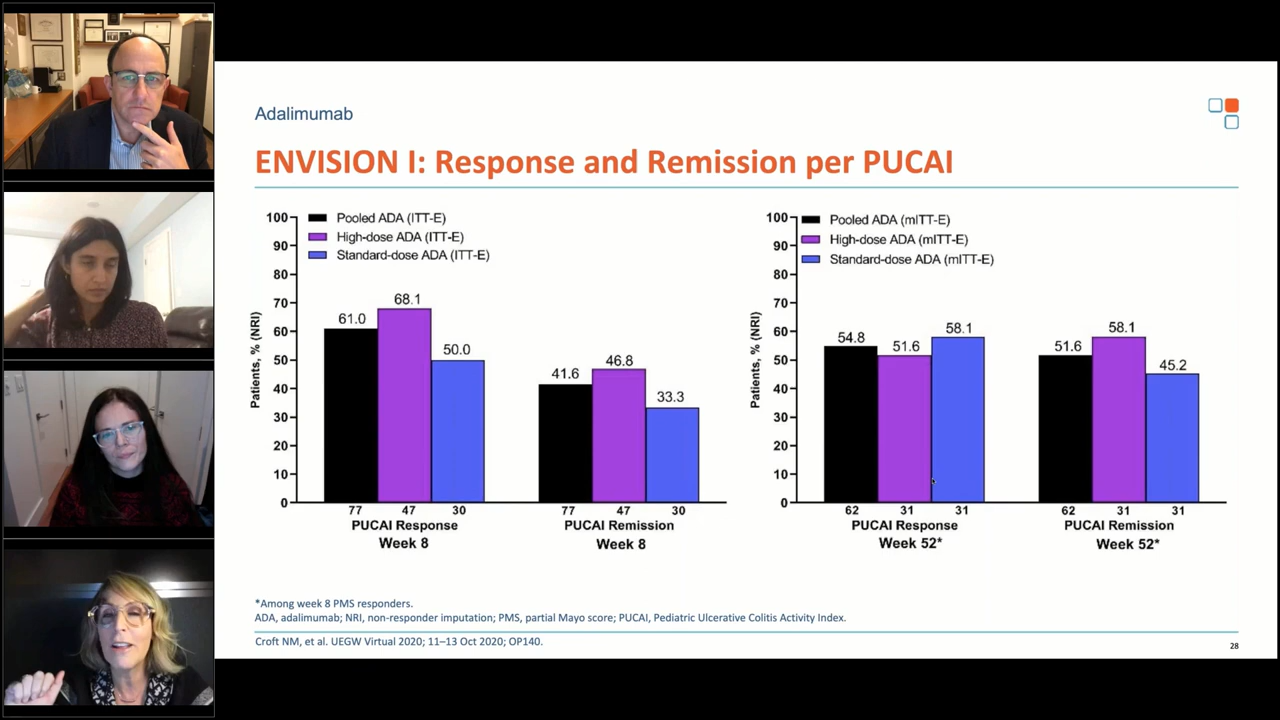 Adalimumab
ENVISION I: Response and Remission per PUCAI
100
90
80
70
60
50
40
30
20
10
0
Patients, % (NRI)
Pooled ADA (ITT-E)
High-dose ADA (ITT-E)
Standard-dose ADA (ITT-E)
61.0
68.1
50.0
41.6
46.8
33.3
77 47 30
77 47 30
PUCAI Response
PUCAI Remission
Week 8
Week 8
100
90
80
70
60
50
40
30
20
10
0
Patients, % (NRI)
Pooled ADA (mITT-E)
High-dose ADA (mITT-E)
Standard-dose ADA (mITT-E)
54.8
51.6
58.1
51.6
58.1
45.2
62 31 31
62 31 31
PUCAI Response
PUCAI Remission
Week 52*
Week 52*
*Among week 8 PMS responders.
ADA, adalimumab; NRI, non-responder imputation; PMS, partial Mayo score; PUCAI, Pediatric Ulcerative Colitis Activity Index.
Croft NM, et al. UEGW Virtual 2020; 11–13 Oct 2020; OP140.
28